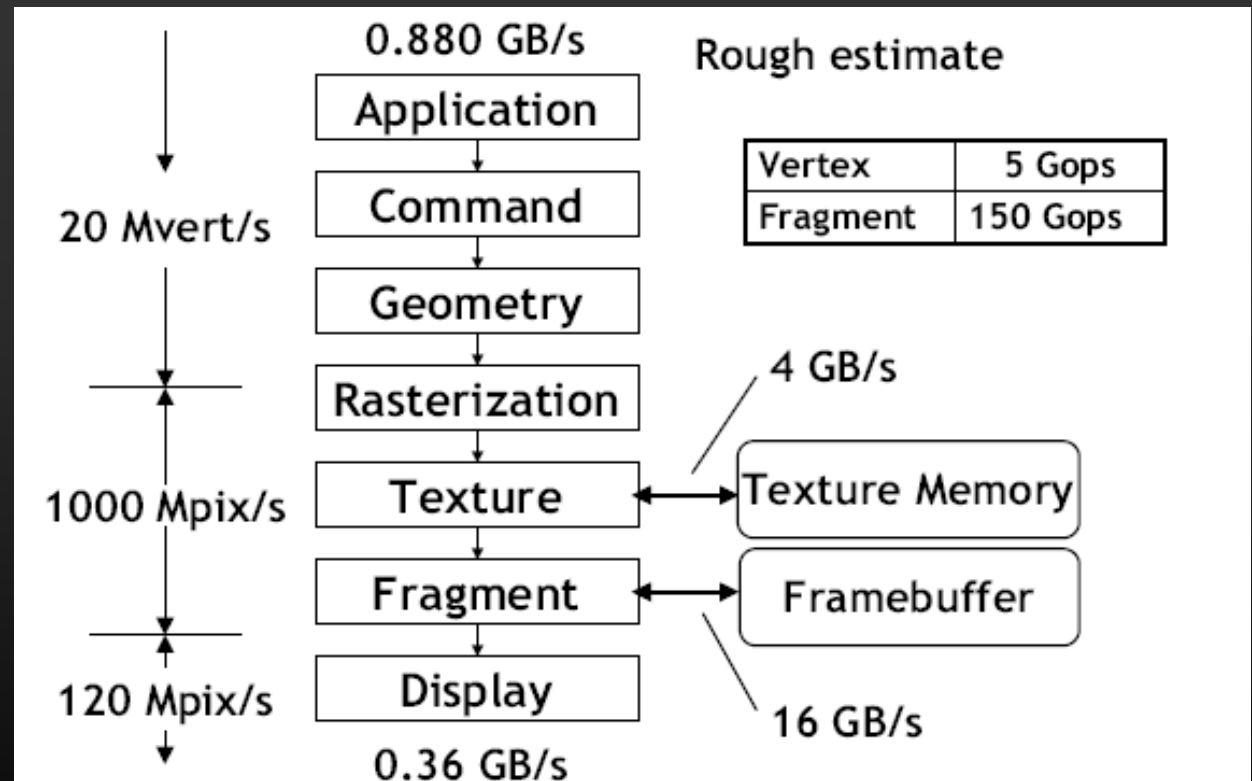 0.880 GB/s
Rough estimate
Application
Vertex 5 Gops
Fragment 150 Gops
Command
20 Mvert/s
Geometry
4 GB/s
Rasterization
1000 Mpix/s
Texture
Texture Memory
Fragment
Framebuffer
120 Mpix/s
Display
16 GB/s
0.36 GB/s